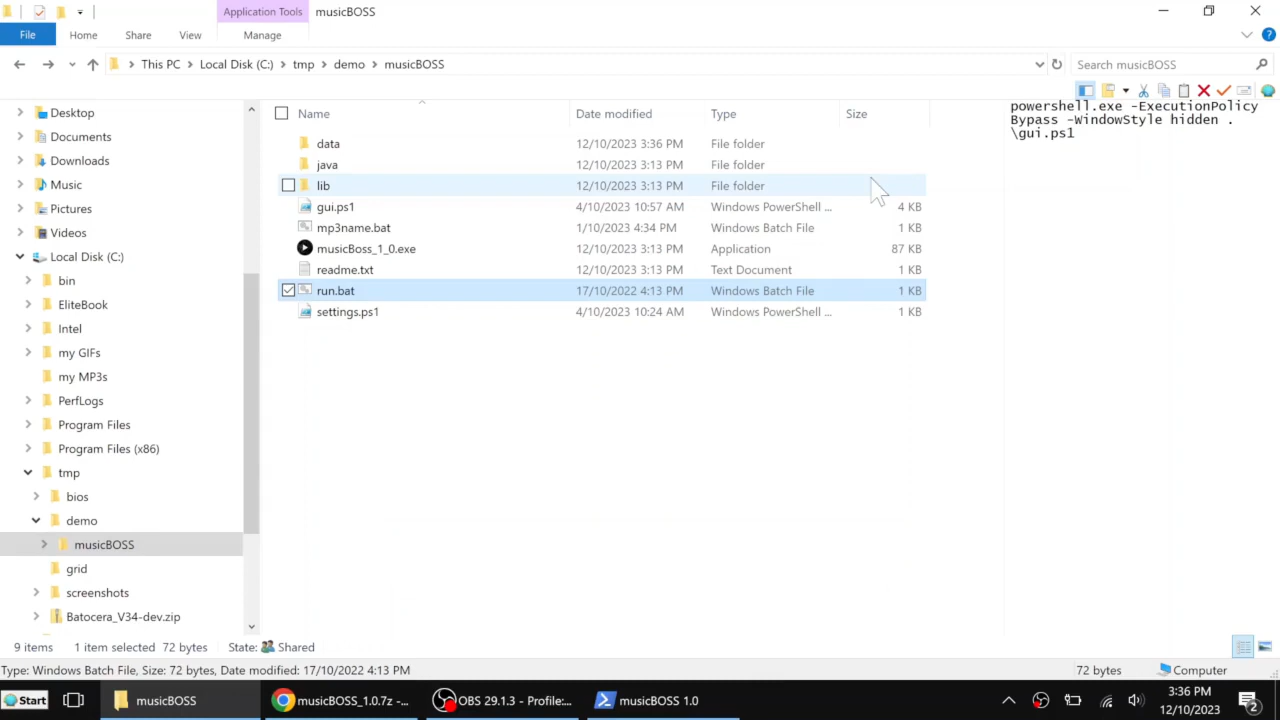 Application Tools
musicBOSS
File
Home
Share
View
Manage
This PC
Local Disk (C:)
tmp
demo
musicBOSS
Search musicBOSS
Desktop
Documents
Downloads
Music
Pictures
Videos
Local Disk (C:)
bin
EliteBook
Intel
my GIFs
my MP3s
PerfLogs
Program Files
Program Files (x86)
tmp
bios
demo
musicBOSS
grid
screenshots
Batocera_V34-dev.zip
Name Date modified Type Size
data 12/10/2023 3:36 PM File folder
java 12/10/2023 3:13 PM File folder
lib 12/10/2023 3:13 PM File folder
gui.ps1 4/10/2023 10:57 AM Windows PowerShell ... 4 KB
mp3name.bat 1/10/2023 4:34 PM Windows Batch File 1 KB
musicBoss_1_0.exe 12/10/2023 3:13 PM Application 87 KB
readme.txt 12/10/2023 3:13 PM Text Document 1 KB
run.bat 17/10/2022 4:13 PM Windows Batch File 1 KB
settings.ps1 4/10/2023 10:24 AM Windows PowerShell ... 1 KB
powershell.exe -ExecutionPolicy
Bypass -WindowStyle hidden .
\gui.ps1
9 items 1 item selected 72 bytes State: Shared
Type: Windows Batch File, Size: 72 bytes, Date modified: 17/10/2022 4:13 PM 72 bytes Computer
Start
musicBOSS
musicBOSS_1.0.7z -...
OBS 29.1.3 - Profile:...
musicBOSS 1.0
3:36 PM
12/10/2023
2